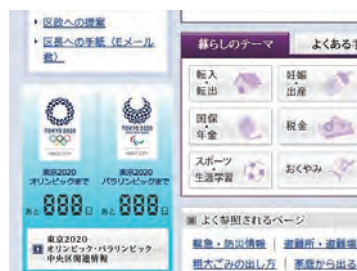 区政への提案
区長への手紙（Eメール
暮らしのテーマ
よくある
転入
転出
妊娠
出産
国保
年金
税金
スポーツ
生涯学習
おくやみ
TOKYO 2020
TOKYO 2020
HOST CITY
HOST CITY
東京2020
オリンピックまで
東京2020
パラリンピックまで
あと 888 日
あと 888 日
東京2020
オリンピック・パラリンピック
中央区関連情報
よく参照されるページ
緊急・防災情報
避難所・避難場
粗大ごみの出し方
家庭から出る